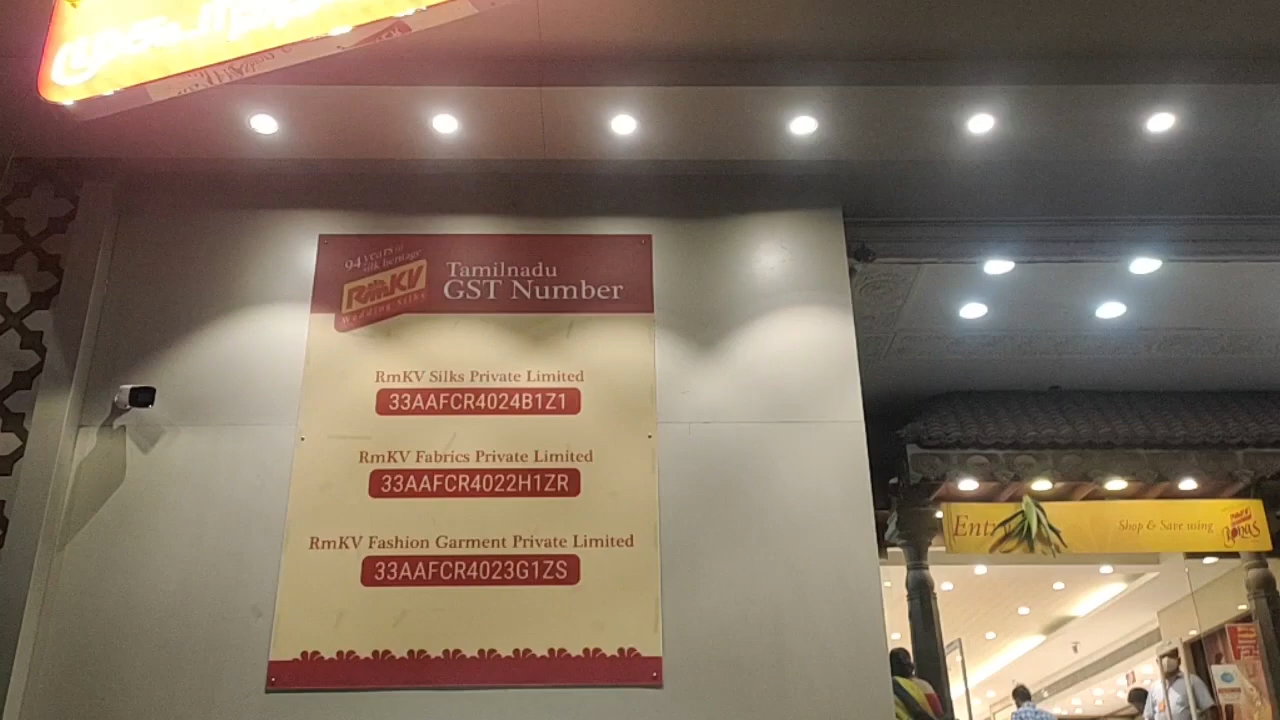 94 years of
silk heritage
RmKV
Wedding Silks
Tamilnadu
GST Number
RmKV Silks Private Limited
33AAFCR4024B1Z1
RmKV Fabrics Private Limited
33AAFCR4022H1ZR
RmKV Fashion Garment Private Limited
33AAFCR4023G1ZS
Entry
Shop & Save using